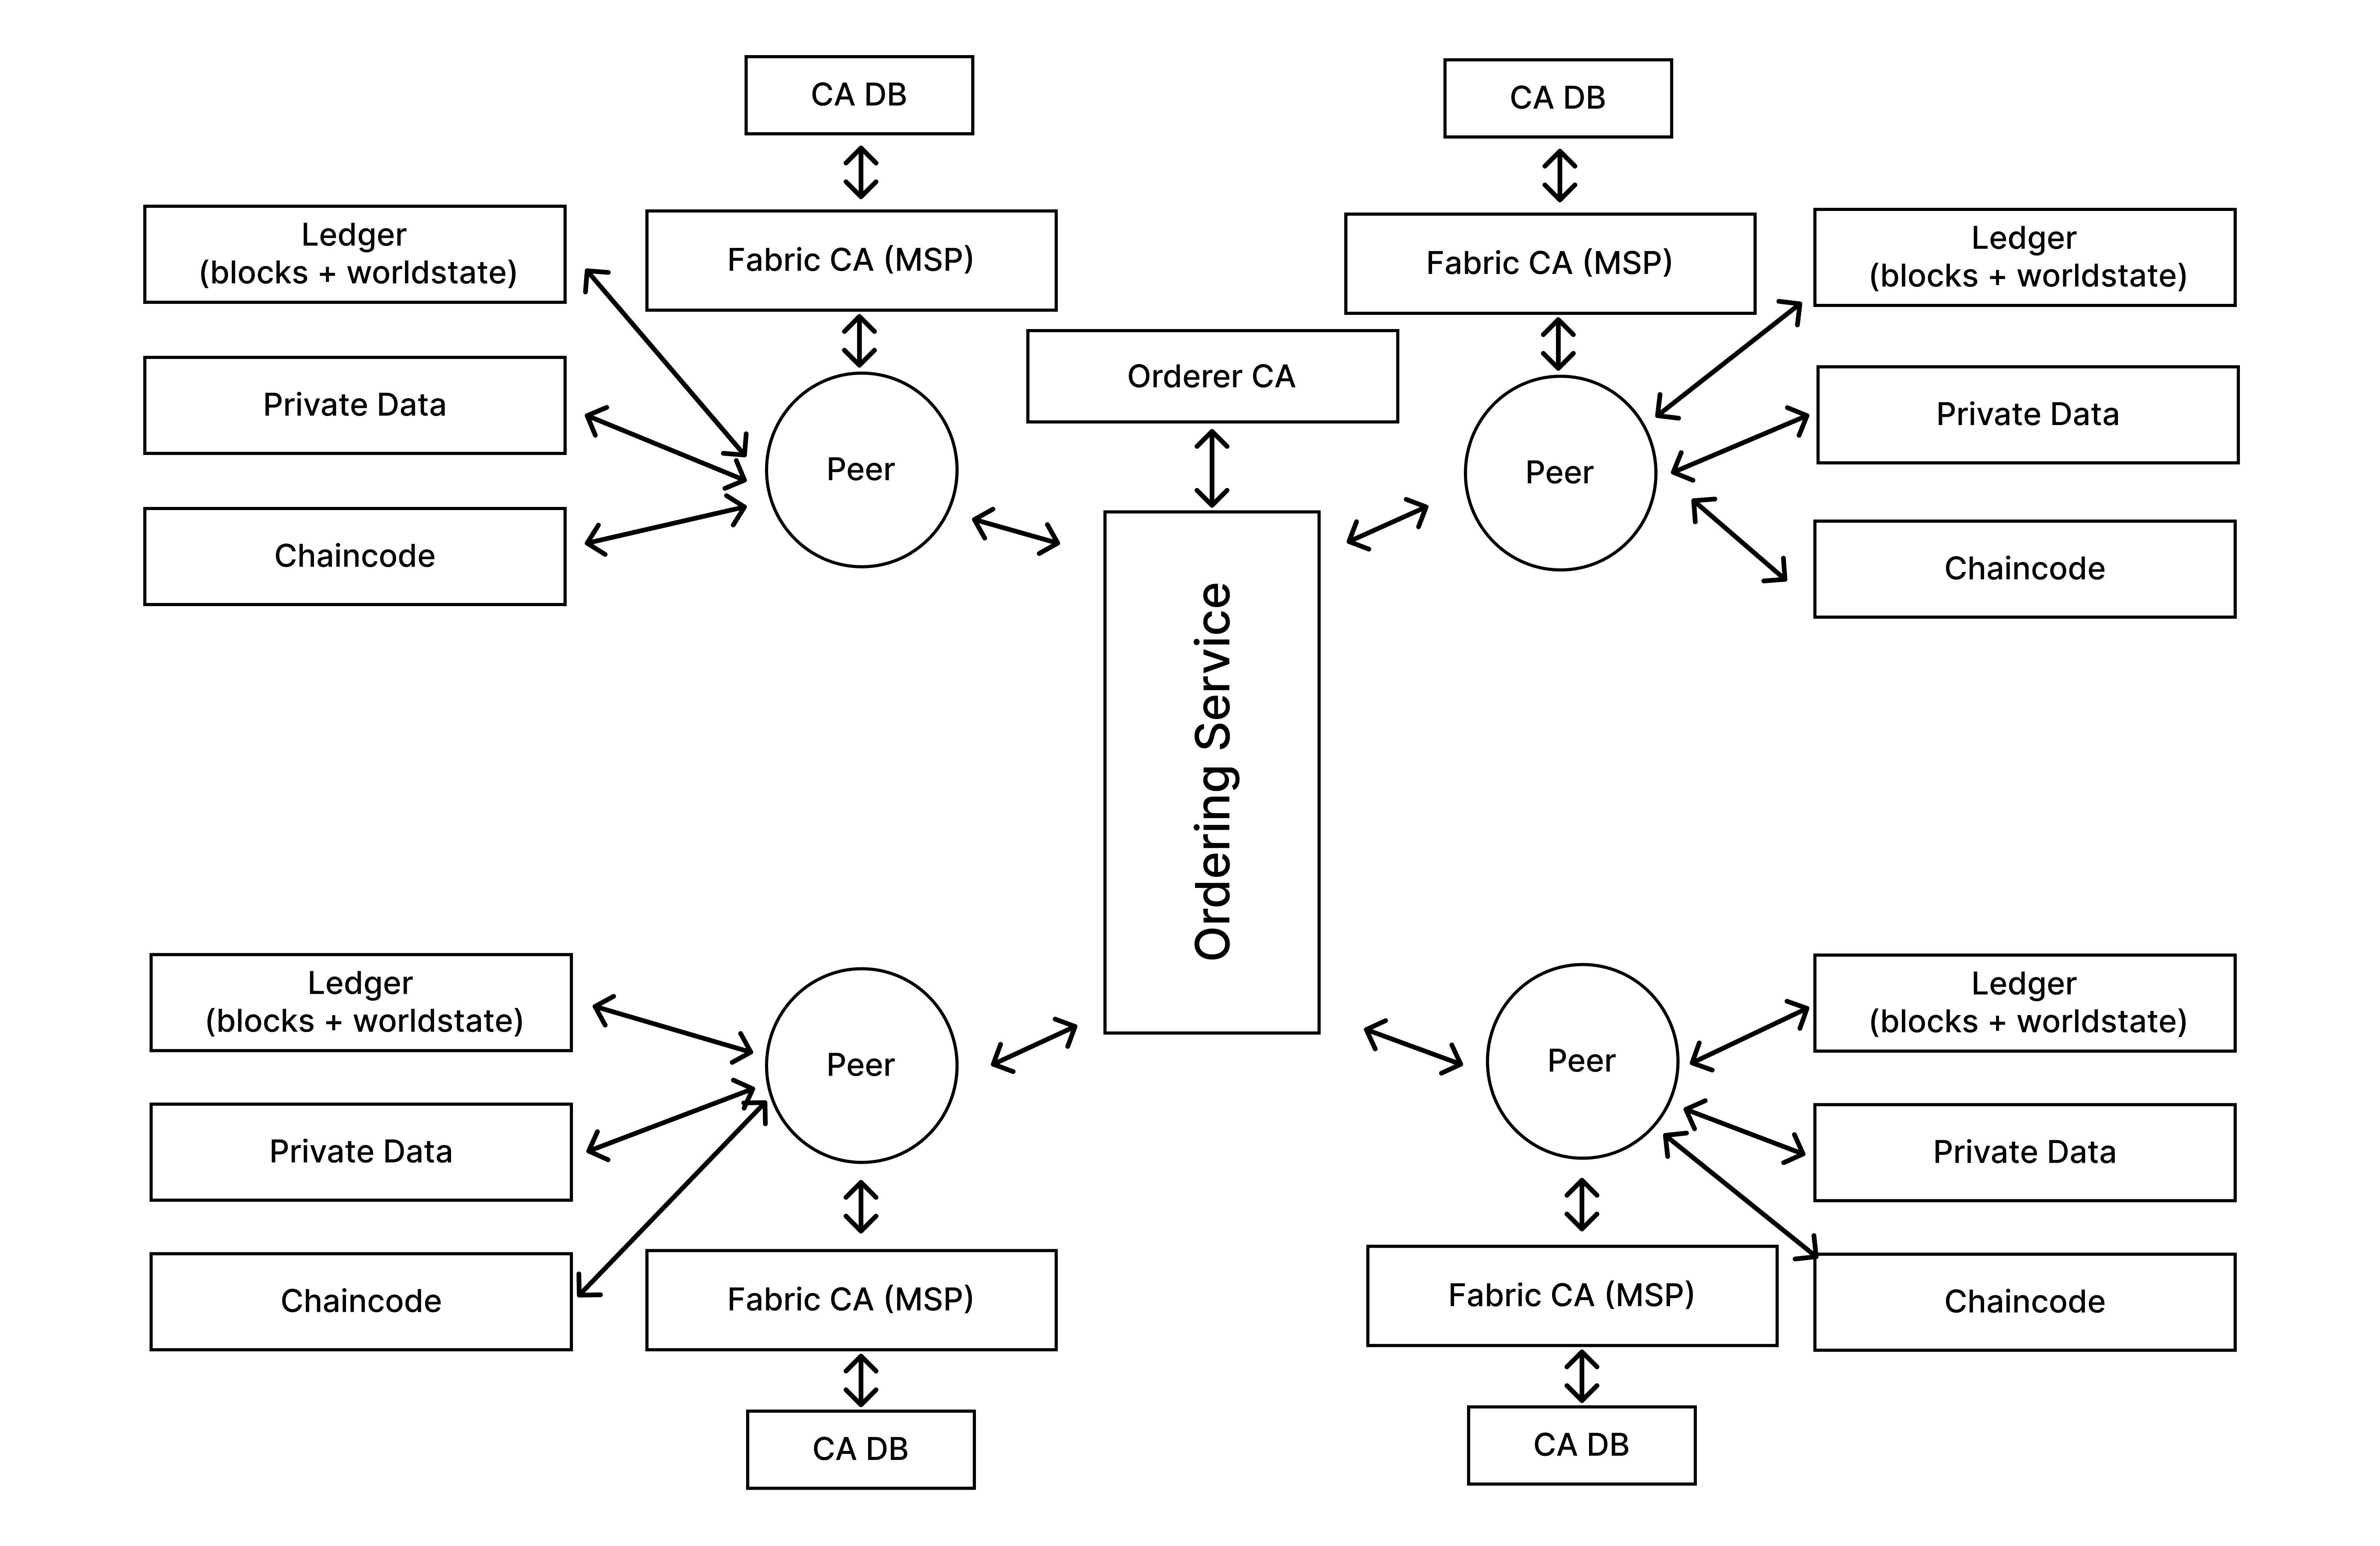 CA DB
CA DB
Ledger
(blocks + worldstate)
Fabric CA (MSP)
Fabric CA (MSP)
Ledger
(blocks + worldstate)
Orderer CA
Private Data
Private Data
Peer
Peer
Chaincode
Chaincode
Ordering Service
Ledger
(blocks + worldstate)
Peer
Peer
Ledger
(blocks + worldstate)
Private Data
Private Data
Chaincode
Fabric CA (MSP)
Fabric CA (MSP)
Chaincode
CA DB
CA DB